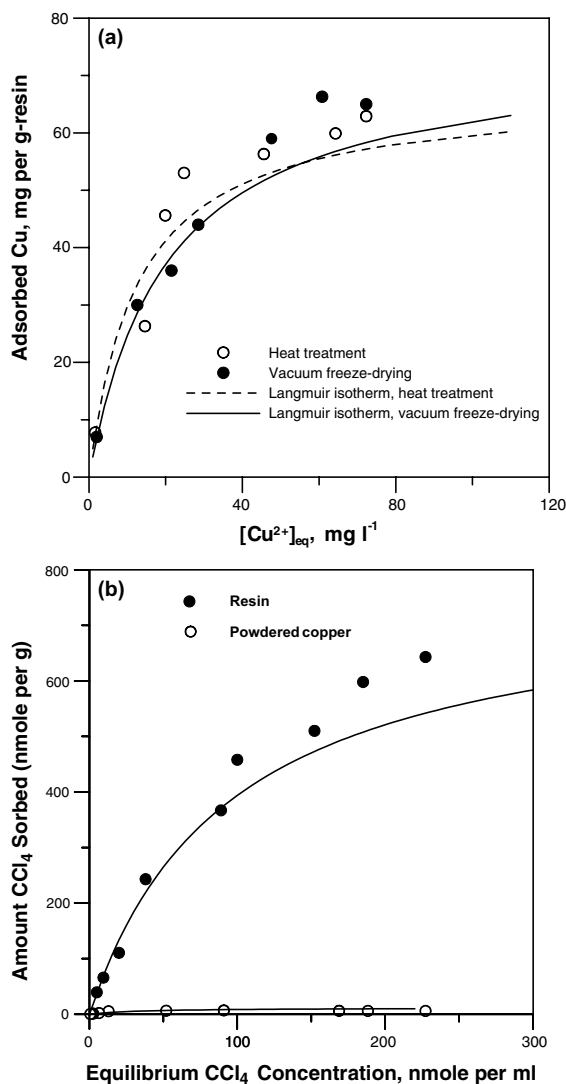 (a)
80
60
40
20
0
Adsorbed Cu, mg per g-resin
Heat treatment
Vacuum freeze-drying
Langmuir isotherm, heat treatment
Langmuir isotherm, vacuum freeze-drying
0 40 80 120
[Cu²⁺]eq, mg l⁻¹
(b)
800
600
400
200
0
Amount CCl₄ Sorbed (nmole per g)
Resin
Powdered copper
0 100 200 300
Equilibrium CCl₄ Concentration, nmole per ml